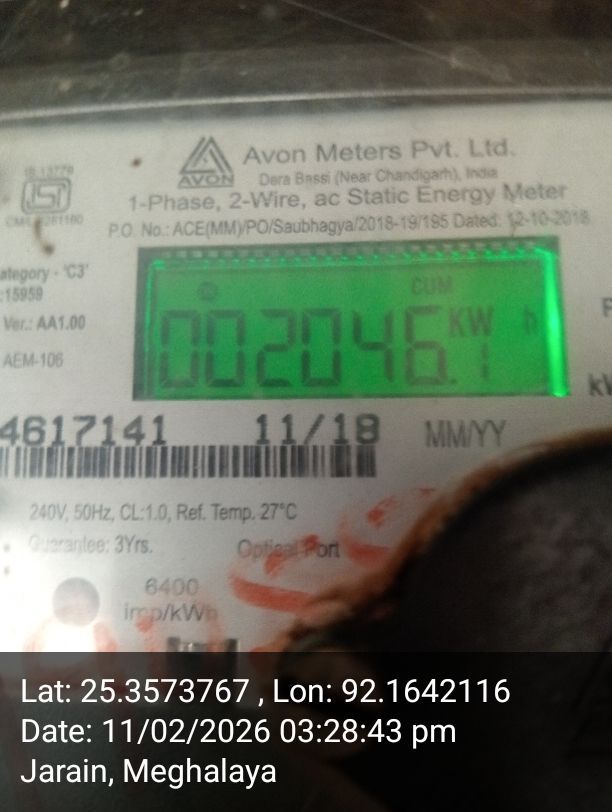 IS 13779
ISI
AVON
Avon Meters Pvt. Ltd.
Dera Bassi (Near Chandigarh), India
1-Phase, 2-Wire, ac Static Energy Meter
P.O. No.: ACE(MM)/PO/Saubhagya/2018-19/195 Dated: 12-10-2018
ategory - 'C3'
:15959
Ver.: AA1.00
AEM-106
CUM
002046.1 KW h
4617141 11/18 MM/YY
240V, 50Hz, CL:1.0, Ref. Temp. 27°C
Guarantee: 3Yrs.
Optical Port
6400
imp/kWh
Lat: 25.3573767 , Lon: 92.1642116
Date: 11/02/2026 03:28:43 pm
Jarain, Meghalaya